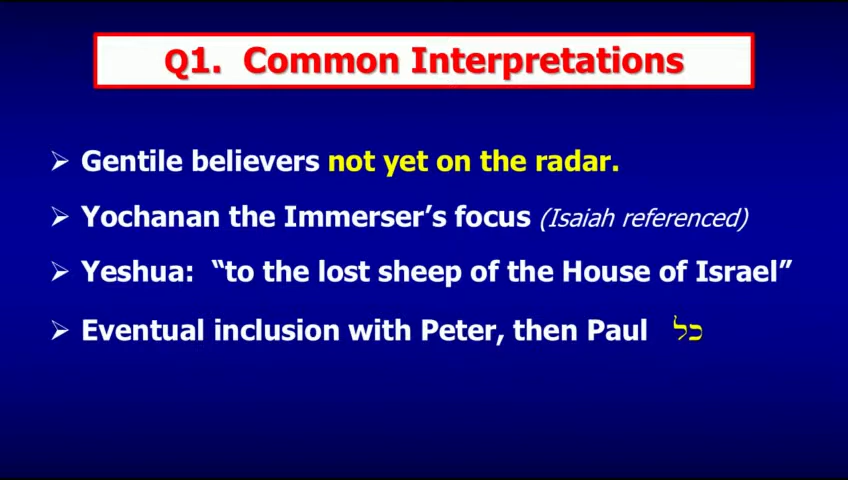 Q1. Common Interpretations
Gentile believers not yet on the radar.
Yochanan the Immerser’s focus (Isaiah referenced)
Yeshua: “to the lost sheep of the House of Israel”
Eventual inclusion with Peter, then Paul כל